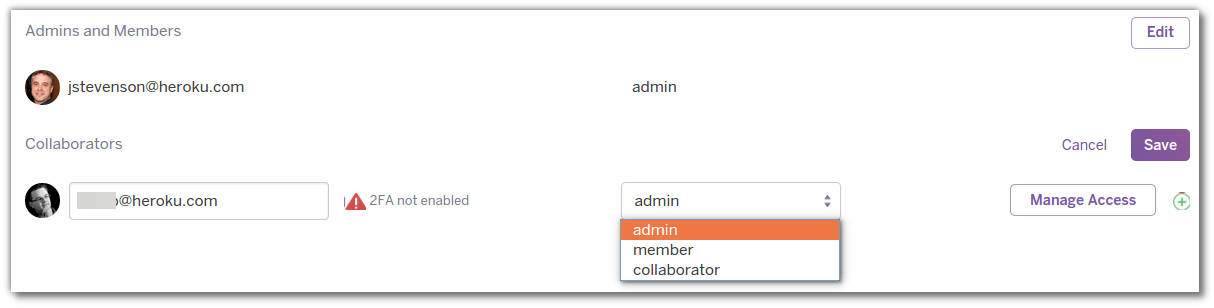 Admins and Members
Edit
jstevenson@heroku.com admin
Collaborators
Cancel Save
@heroku.com 2FA not enabled admin Manage Access
admin
member
collaborator